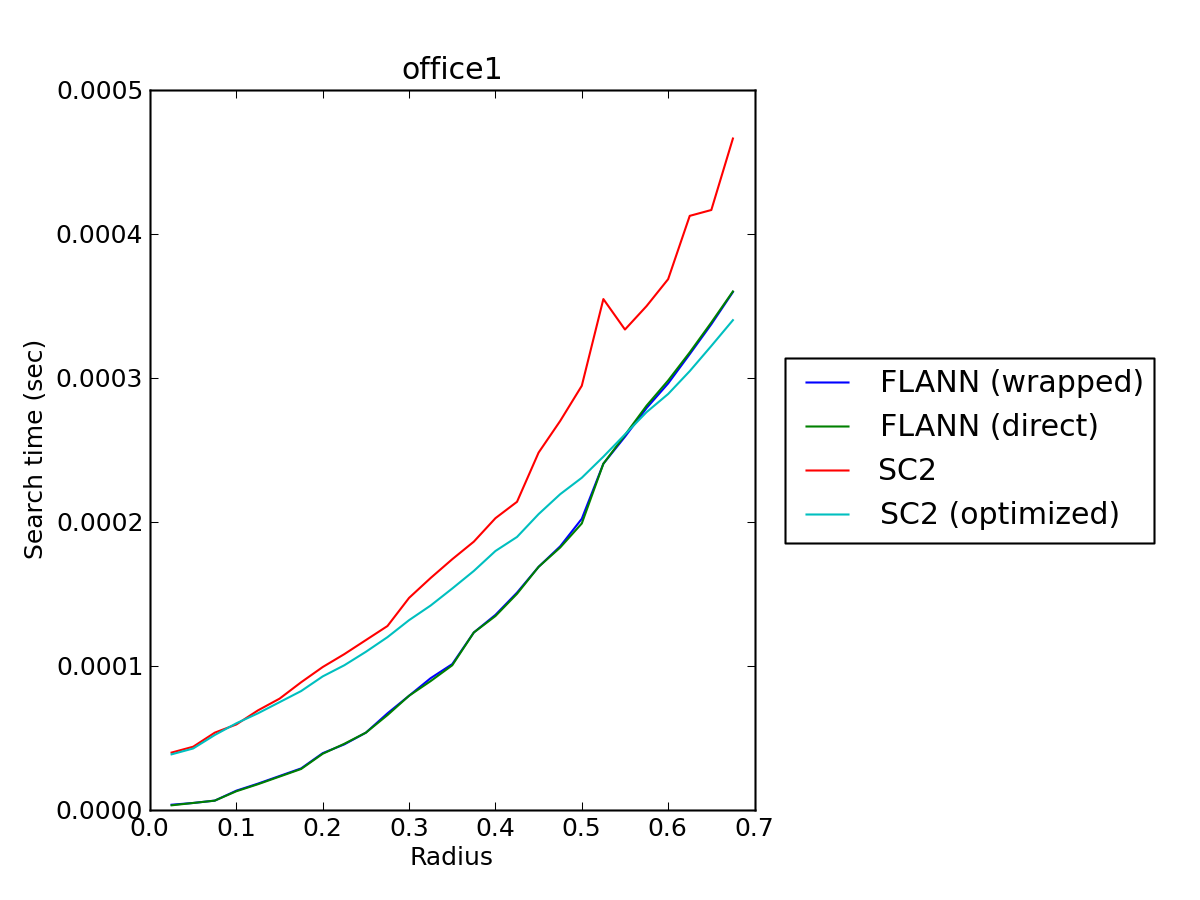 office1
0.0005
0.0004
0.0003
0.0002
0.0001
0.0000
Search time (sec)
0.0 0.1 0.2 0.3 0.4 0.5 0.6 0.7
Radius
FLANN (wrapped)
FLANN (direct)
SC2
SC2 (optimized)